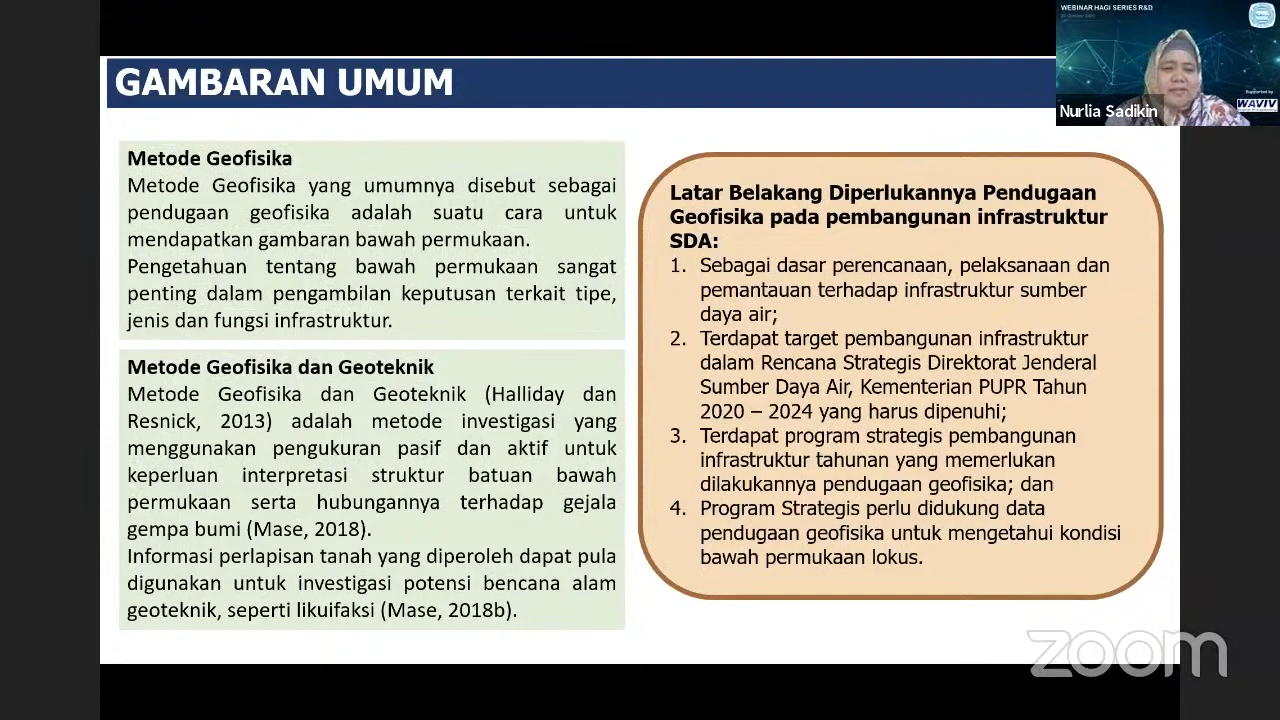 WEBINAR HAGI SERIES R&D
GAMBARAN UMUM
Supported by
WAVIV
Nurlia Sadikin
Metode Geofisika
Metode Geofisika yang umumnya disebut sebagai
pendugaan geofisika adalah suatu cara untuk
mendapatkan gambaran bawah permukaan.
Pengetahuan tentang bawah permukaan sangat
penting dalam pengambilan keputusan terkait tipe,
jenis dan fungsi infrastruktur.
Metode Geofisika dan Geoteknik
Metode Geofisika dan Geoteknik (Halliday dan
Resnick, 2013) adalah metode investigasi yang
menggunakan pengukuran pasif dan aktif untuk
keperluan interpretasi struktur batuan bawah
permukaan serta hubungannya terhadap gejala
gempa bumi (Mase, 2018).
Informasi perlapisan tanah yang diperoleh dapat pula
digunakan untuk investigasi potensi bencana alam
geoteknik, seperti likuifaksi (Mase, 2018b).
Latar Belakang Diperlukannya Pendugaan
Geofisika pada pembangunan infrastruktur
SDA:
1. Sebagai dasar perencanaan, pelaksanaan dan
pemantauan terhadap infrastruktur sumber
daya air;
2. Terdapat target pembangunan infrastruktur
dalam Rencana Strategis Direktorat Jenderal
Sumber Daya Air, Kementerian PUPR Tahun
2020 – 2024 yang harus dipenuhi;
3. Terdapat program strategis pembangunan
infrastruktur tahunan yang memerlukan
dilakukannya pendugaan geofisika; dan
4. Program Strategis perlu didukung data
pendugaan geofisika untuk mengetahui kondisi
bawah permukaan lokus.
zoom